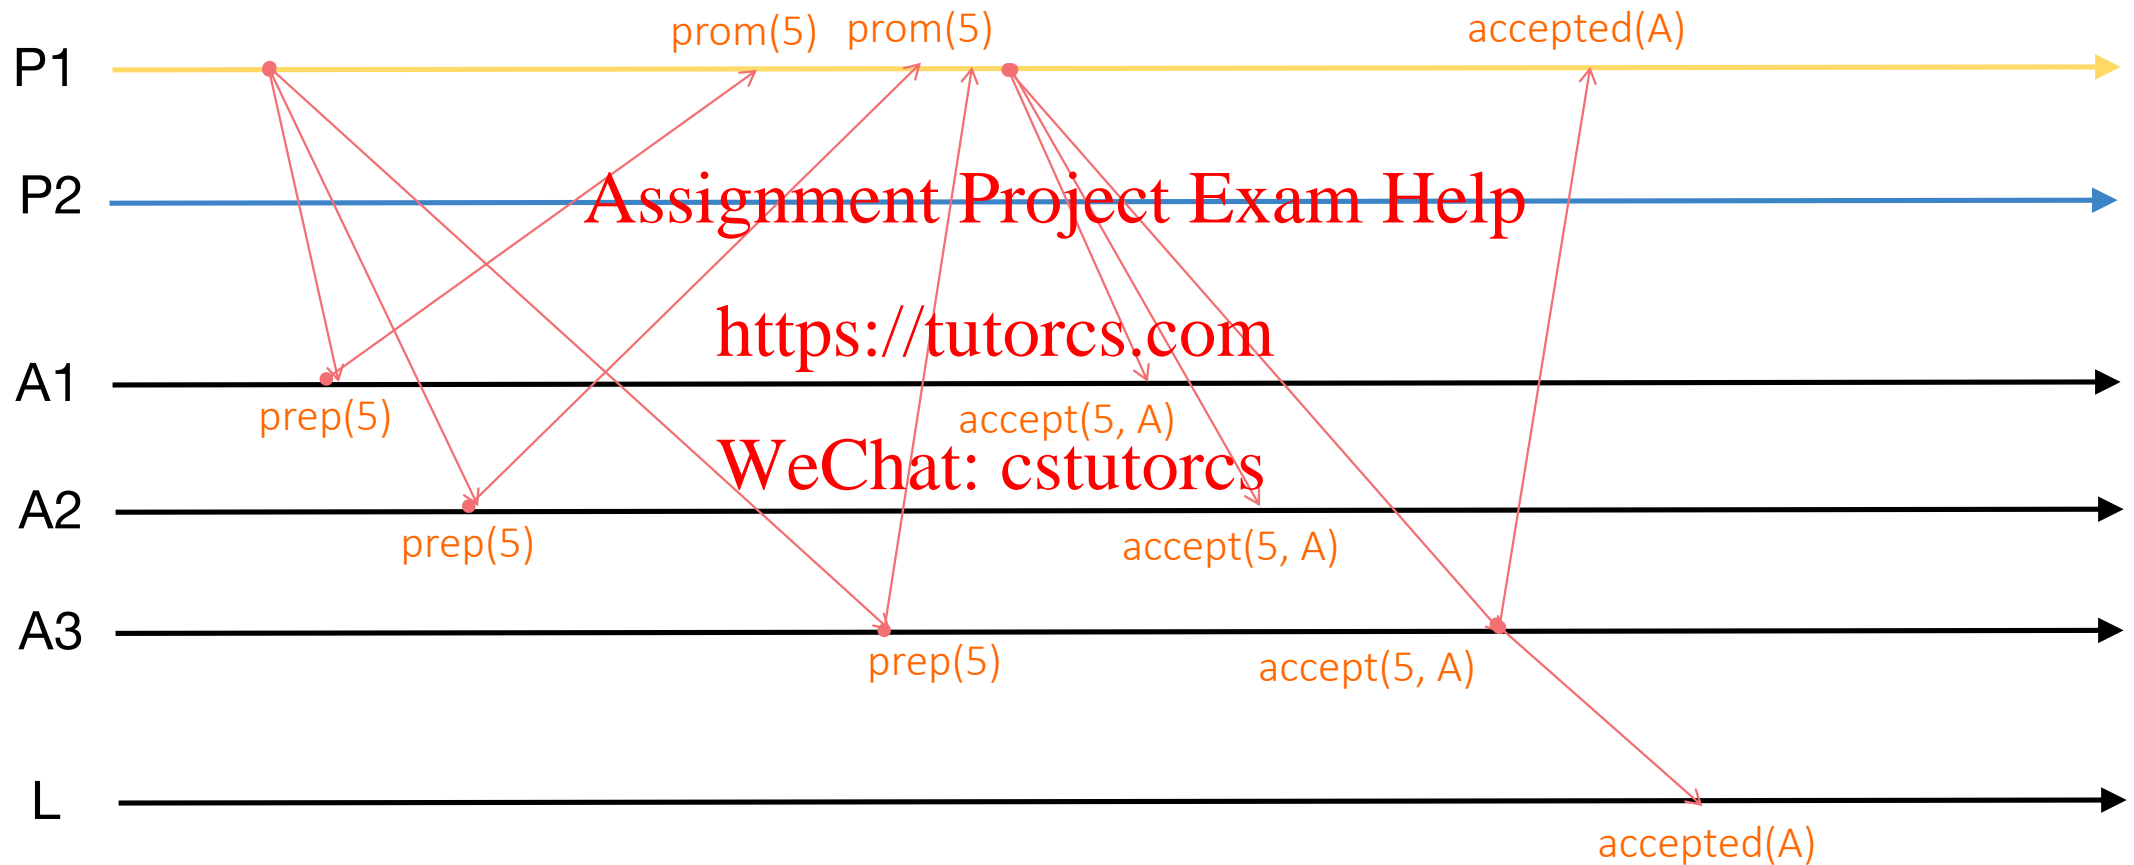 prom(5) prom(5) accepted(A)
P1
P2
Assignment Project Exam Help
https://tutorcs.com
A1
prep(5) accept(5, A)
WeChat: cstutorcs
A2
prep(5) accept(5, A)
A3
prep(5) accept(5, A)
L
accepted(A)